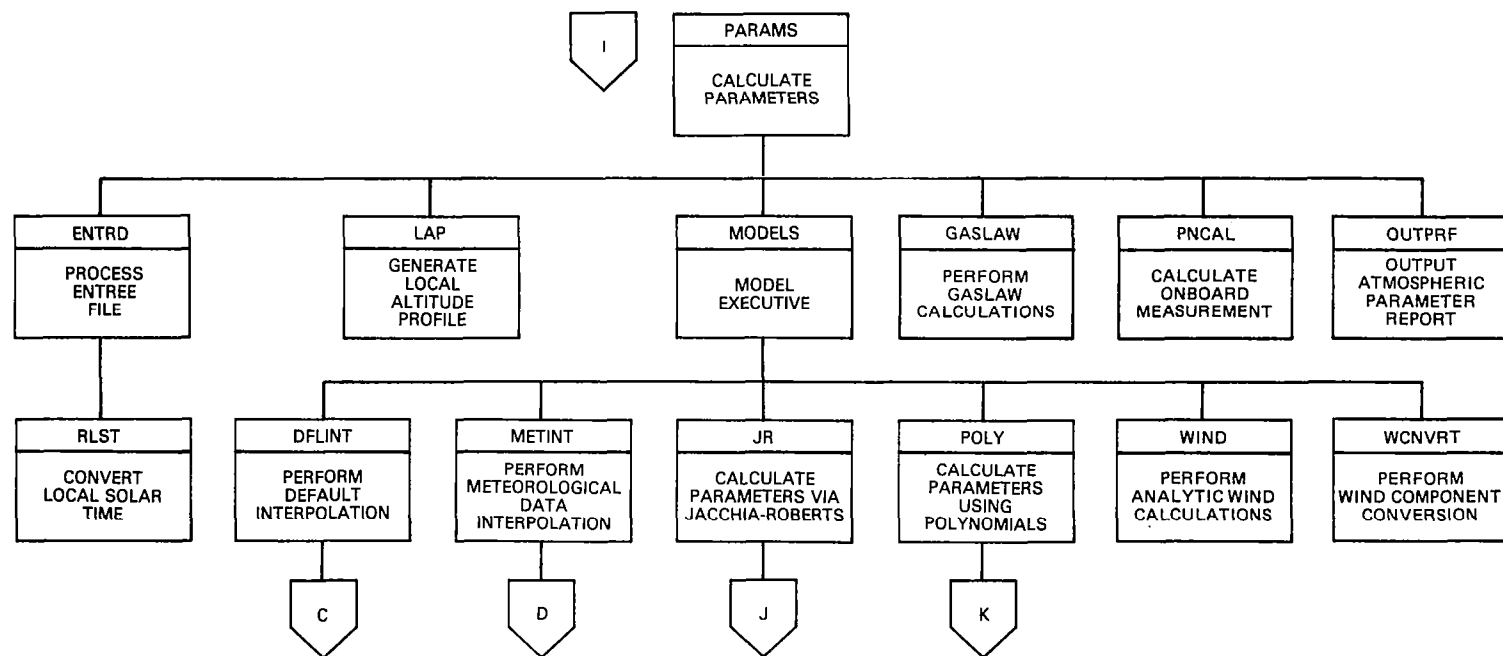 I
PARAMS
CALCULATE
PARAMETERS
ENTRD
PROCESS
ENTREE
FILE
LAP
GENERATE
LOCAL
ALTITUDE
PROFILE
MODELS
MODEL
EXECUTIVE
GASLAW
PERFORM
GASLAW
CALCULATIONS
PNCAL
CALCULATE
ONBOARD
MEASUREMENT
OUTPRF
OUTPUT
ATMOSPHERIC
PARAMETER
REPORT
RLST
CONVERT
LOCAL SOLAR
TIME
DFLINT
PERFORM
DEFAULT
INTERPOLATION
METINT
PERFORM
METEOROLOGICAL
DATA
INTERPOLATION
JR
CALCULATE
PARAMETERS VIA
JACCHIA-ROBERTS
POLY
CALCULATE
PARAMETERS
USING
POLYNOMIALS
WIND
PERFORM
ANALYTIC WIND
CALCULATIONS
WCNVRT
PERFORM
WIND COMPONENT
CONVERSION
C
D
J
K